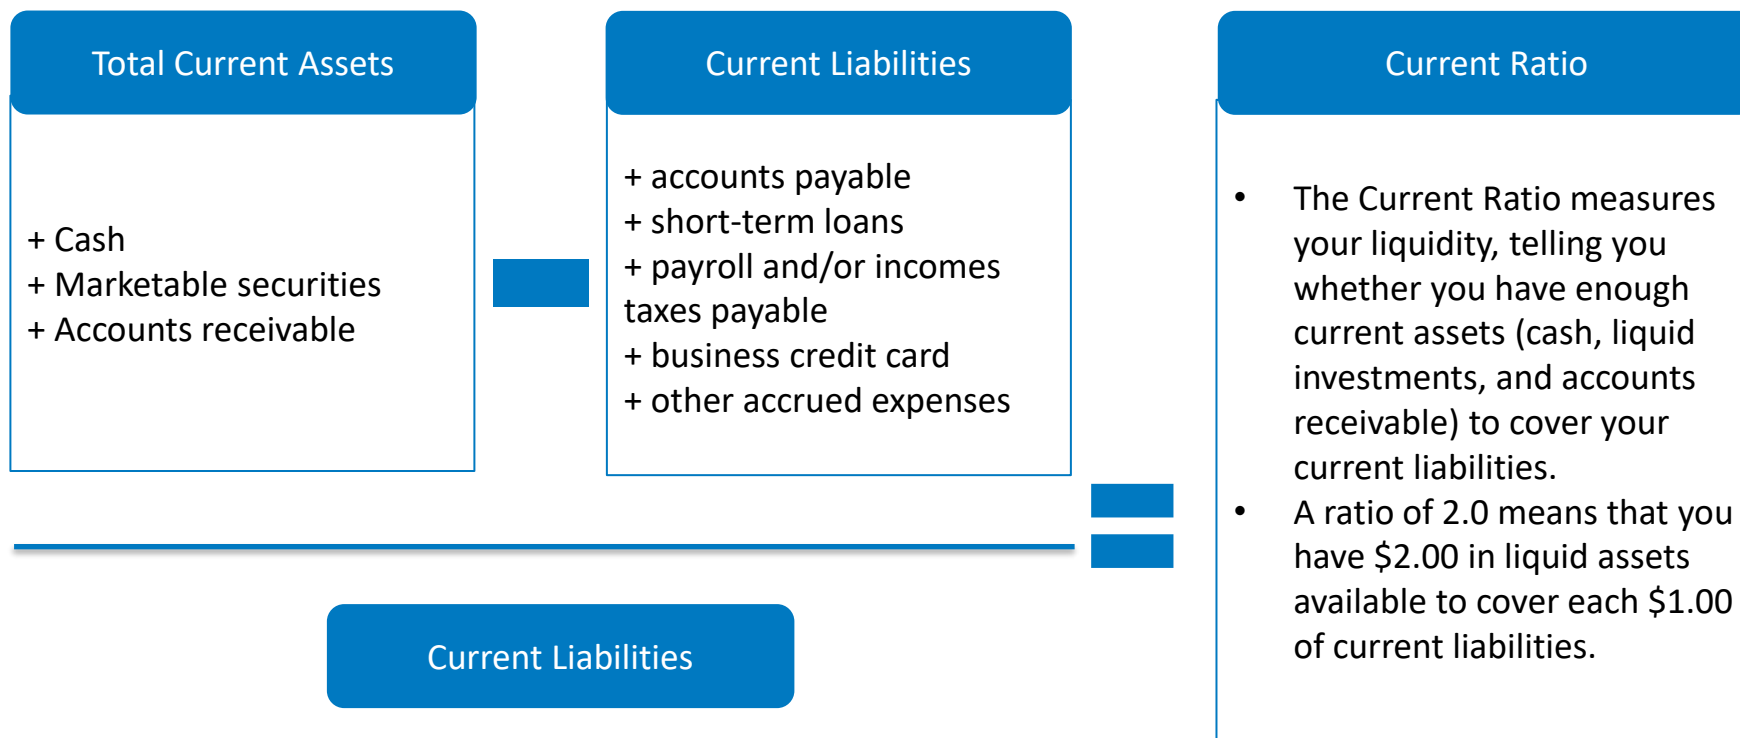 Total Current Assets
+ Cash
+ Marketable securities
+ Accounts receivable
Current Liabilities
+ accounts payable
+ short-term loans
+ payroll and/or incomes
taxes payable
+ business credit card
+ other accrued expenses
Current Liabilities
Current Ratio
• The Current Ratio measures
your liquidity, telling you
whether you have enough
current assets (cash, liquid
investments, and accounts
receivable) to cover your
current liabilities.
• A ratio of 2.0 means that you
have $2.00 in liquid assets
available to cover each $1.00
of current liabilities.